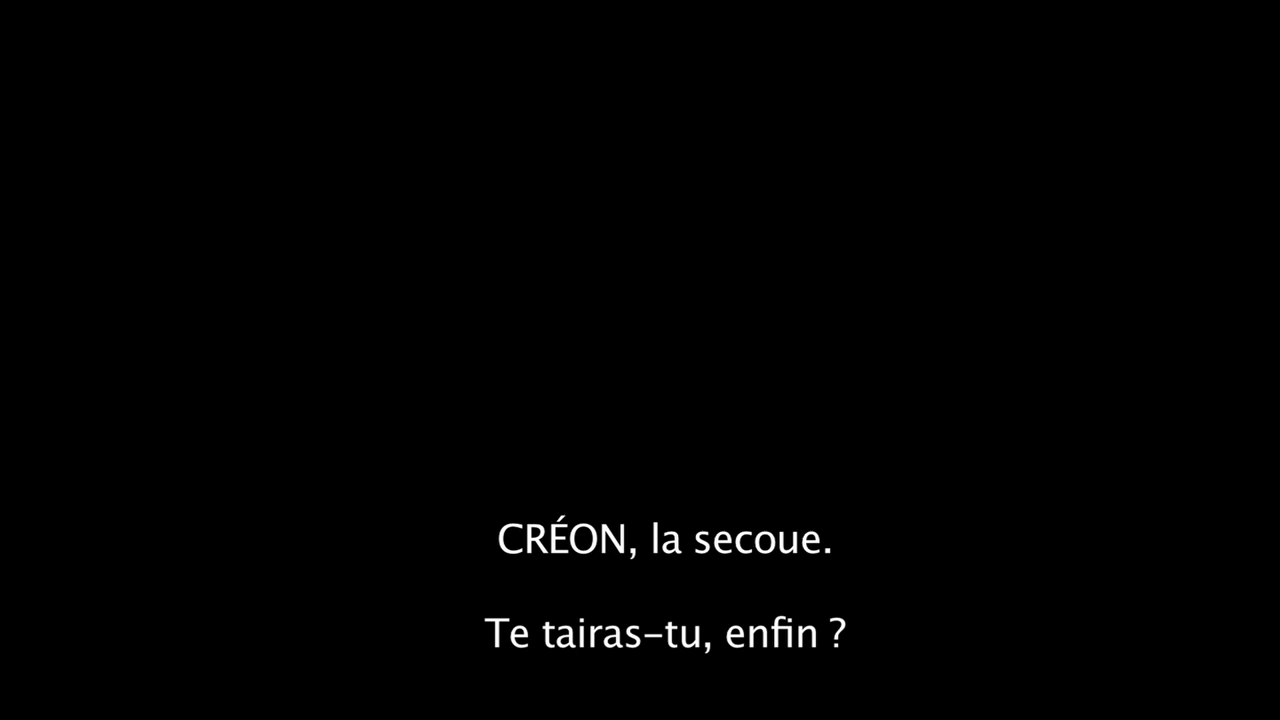 CRÉON, la secoue.
Te tairas-tu, enfin ?